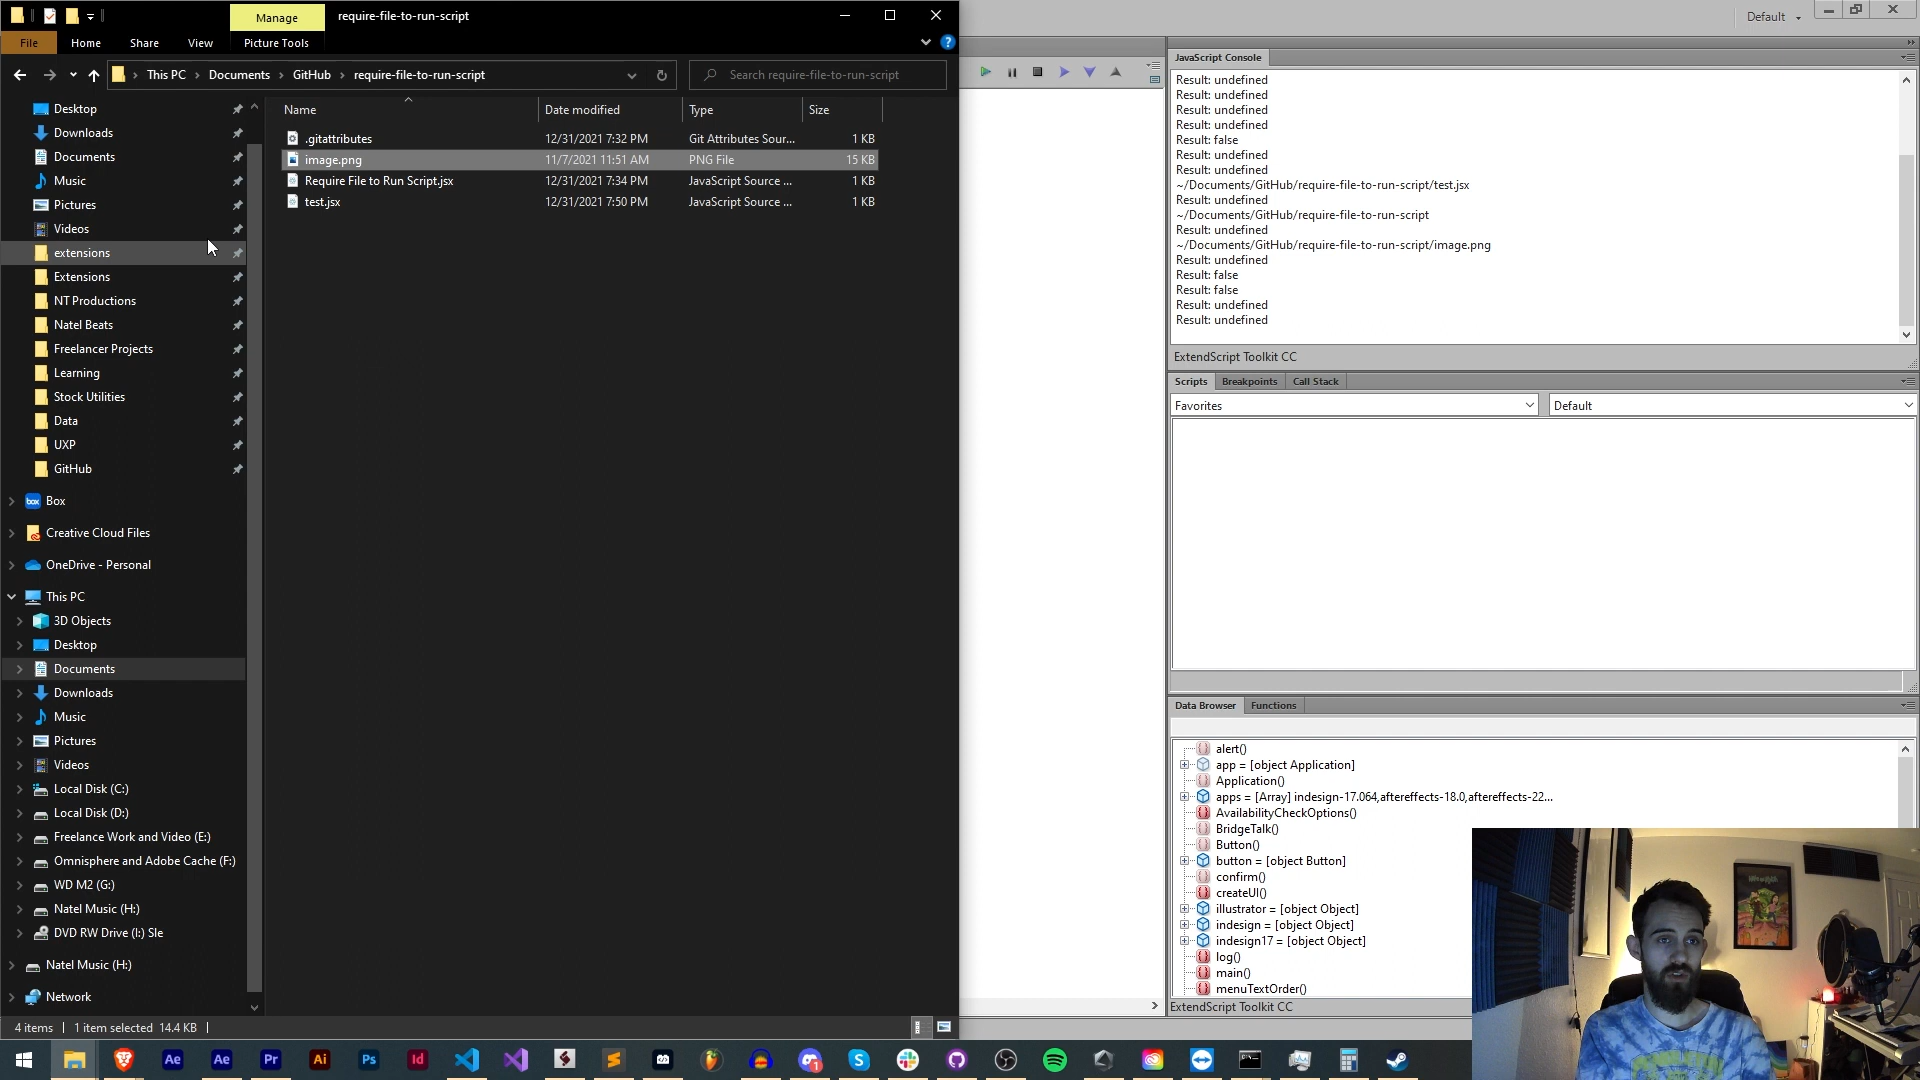 Manage
require-file-to-run-script
File
Home
Share
View
Picture Tools
This PC
Documents
GitHub
require-file-to-run-script
Search require-file-to-run-script
Desktop
Downloads
Documents
Music
Pictures
Videos
extensions
Extensions
NT Productions
Natel Beats
Freelancer Projects
Learning
Stock Utilities
Data
UXP
GitHub
Box
Creative Cloud Files
OneDrive - Personal
This PC
3D Objects
Desktop
Documents
Downloads
Music
Pictures
Videos
Local Disk (C:)
Local Disk (D:)
Freelance Work and Video (E:)
Omnisphere and Adobe Cache (F:)
WD M2 (G:)
Natel Music (H:)
DVD RW Drive (I:) Sle
Natel Music (H:)
Network
Name Date modified Type Size
.gitattributes 12/31/2021 7:32 PM Git Attributes Sour... 1 KB
image.png 11/7/2021 11:51 AM PNG File 15 KB
Require File to Run Script.jsx 12/31/2021 7:34 PM JavaScript Source ... 1 KB
test.jsx 12/31/2021 7:50 PM JavaScript Source ... 1 KB
4 items 1 item selected 14.4 KB
Default
JavaScript Console
Result: undefined
Result: undefined
Result: undefined
Result: undefined
Result: false
Result: undefined
Result: undefined
~/Documents/GitHub/require-file-to-run-script/test.jsx
Result: undefined
~/Documents/GitHub/require-file-to-run-script
Result: undefined
~/Documents/GitHub/require-file-to-run-script/image.png
Result: undefined
Result: false
Result: false
Result: undefined
Result: undefined
ExtendScript Toolkit CC
Scripts Breakpoints Call Stack
Favorites Default
Data Browser Functions
alert()
app = [object Application]
Application()
apps = [Array] indesign-17.064,aftereffects-18.0,aftereffects-22...
AvailabilityCheckOptions()
BridgeTalk()
Button()
button = [object Button]
confirm()
createUI()
illustrator = [object Object]
indesign = [object Object]
indesign17 = [object Object]
log()
main()
menuTextOrder()
ExtendScript Toolkit CC
Ae
Ae
Pr
Ai
Ps
Id
1